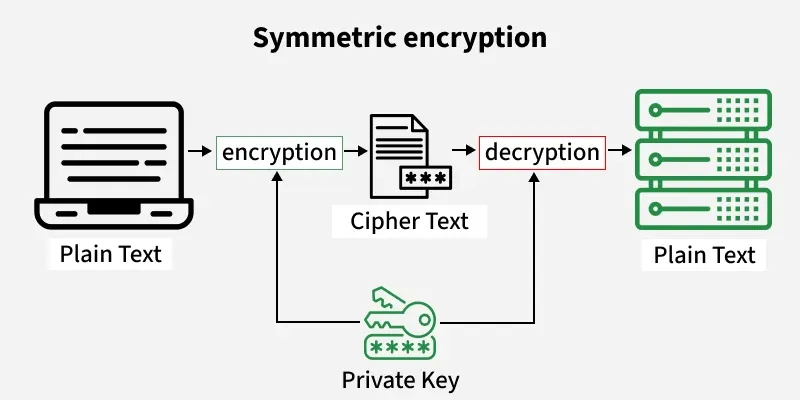 Symmetric encryption
encryption
decryption
***
Plain Text
Cipher Text
Plain Text
****
Private Key